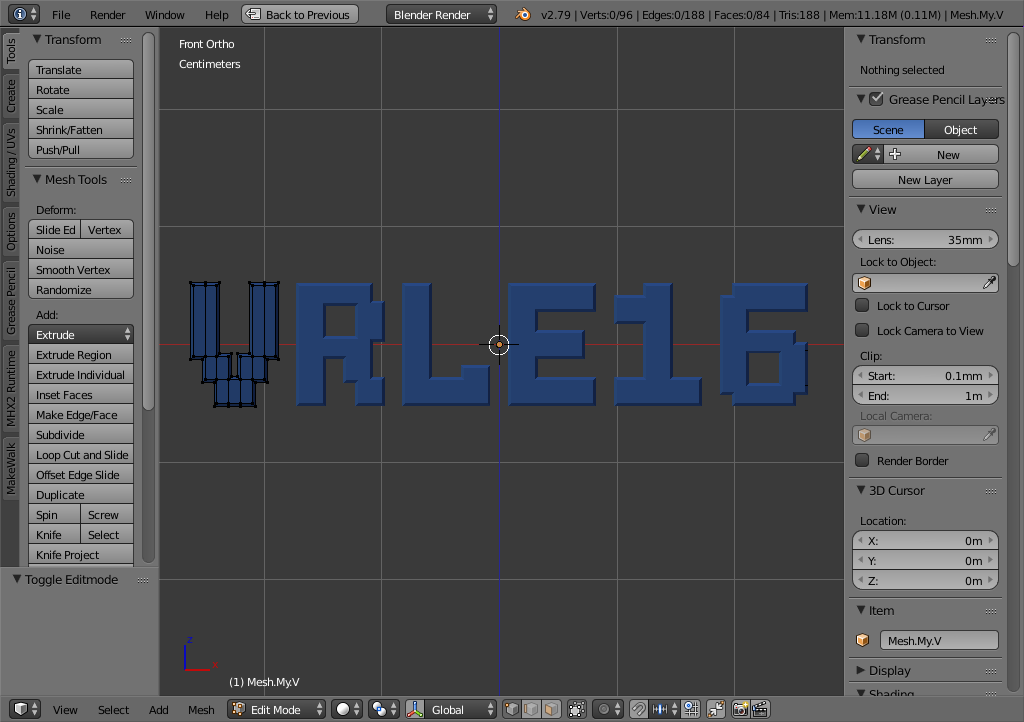 File Render Window Help Back to Previous Blender Render v2.79 | Verts:0/96 | Edges:0/188 | Faces:0/84 | Tris:188 | Mem:11.18M (0.11M) | Mesh.My.V
Tools
Create
Shading / UVs
Options
Grease Pencil
MHX2 Runtime
MakeWalk
Transform
Translate
Rotate
Scale
Shrink/Fatten
Push/Pull
Mesh Tools
Deform:
Slide Ed Vertex
Noise
Smooth Vertex
Randomize
Add:
Extrude
Extrude Region
Extrude Individual
Inset Faces
Make Edge/Face
Subdivide
Loop Cut and Slide
Offset Edge Slide
Duplicate
Spin Screw
Knife Select
Knife Project
Toggle Editmode
Front Ortho
Centimeters
VRLE16
z
x
(1) Mesh.My.V
Transform
Nothing selected
Grease Pencil Layers
Scene Object
New
New Layer
View
Lens: 35mm
Lock to Object:
Lock to Cursor
Lock Camera to View
Clip:
Start: 0.1mm
End: 1m
Local Camera:
Render Border
3D Cursor
Location:
X: 0m
Y: 0m
Z: 0m
Item
Mesh.My.V
Display
Shading
View Select Add Mesh Edit Mode Global